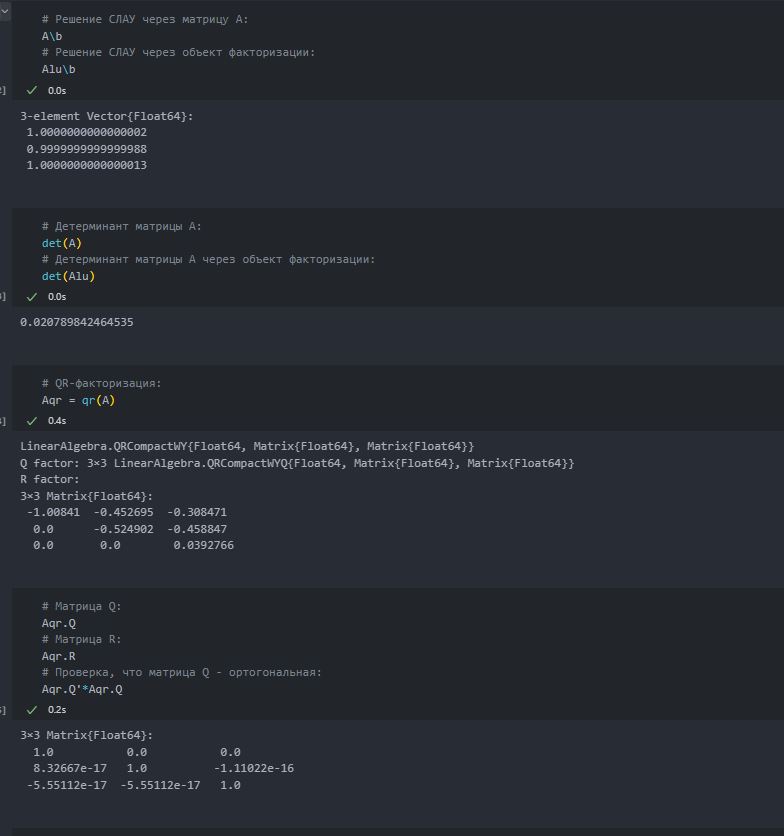 # Решение СЛАУ через матрицу A:
A\b
# Решение СЛАУ через объект факторизации:
Alu\b
0.0s
3-element Vector{Float64}:
1.0000000000000002
0.9999999999999988
1.0000000000000013
# Детерминант матрицы A:
det(A)
# Детерминант матрицы A через объект факторизации:
det(Alu)
0.0s
0.020789842464535
# QR-факторизация:
Aqr = qr(A)
0.4s
LinearAlgebra.QRCompactWY{Float64, Matrix{Float64}, Matrix{Float64}}
Q factor: 3×3 LinearAlgebra.QRCompactWYQ{Float64, Matrix{Float64}, Matrix{Float64}}
R factor:
3×3 Matrix{Float64}:
-1.00841 -0.452695 -0.308471
0.0 -0.524902 -0.458847
0.0 0.0 0.0392766
# Матрица Q:
Aqr.Q
# Матрица R:
Aqr.R
# Проверка, что матрица Q - ортогональная:
Aqr.Q'*Aqr.Q
0.2s
3×3 Matrix{Float64}:
1.0 0.0 0.0
8.32667e-17 1.0 -1.11022e-16
-5.55112e-17 -5.55112e-17 1.0